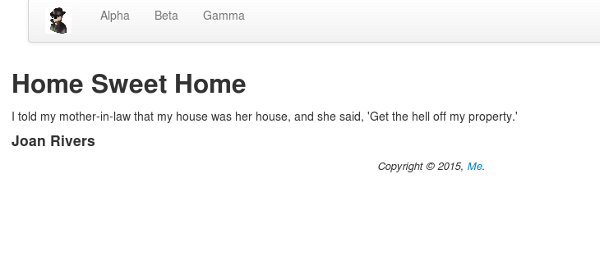 Alpha Beta Gamma
Home Sweet Home
I told my mother-in-law that my house was her house, and she said, 'Get the hell off my property.'
Joan Rivers
Copyright © 2015, Me.